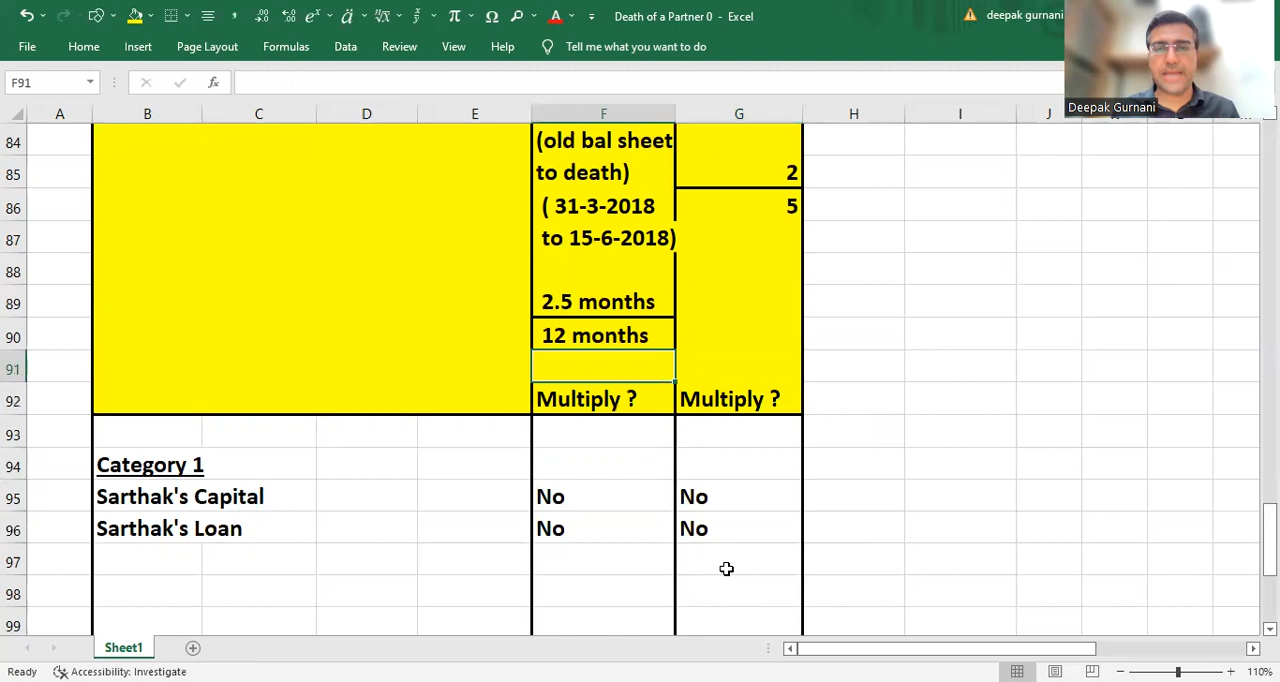 Death of a Partner 0 - Excel
deepak gurnani
File Home Insert Page Layout Formulas Data Review View Help Tell me what you want to do
F91
fx
Deepak Gurnani
A B C D E F G H I J
84 (old bal sheet
85 to death) 2
86 ( 31-3-2018 5
87 to 15-6-2018)
88
89 2.5 months
90 12 months
91
92 Multiply ? Multiply ?
93
94 Category 1
95 Sarthak's Capital No No
96 Sarthak's Loan No No
97
98
99
Sheet1
Ready Accessibility: Investigate 110%